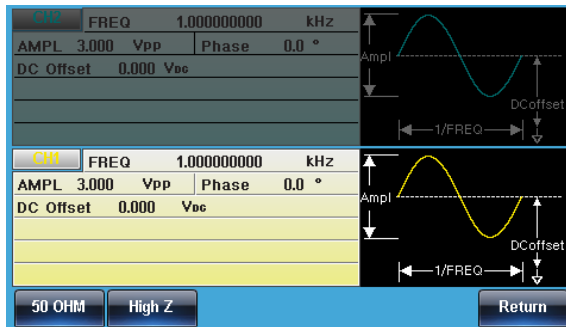 CH2 FREQ 1.000000000 kHz
AMPL 3.000 Vpp Phase 0.0 °
DC Offset 0.000 VDC
Ampl
DCoffset
1/FREQ
CH1 FREQ 1.000000000 kHz
AMPL 3.000 Vpp Phase 0.0 °
DC Offset 0.000 VDC
Ampl
DCoffset
1/FREQ
50 OHM High Z Return